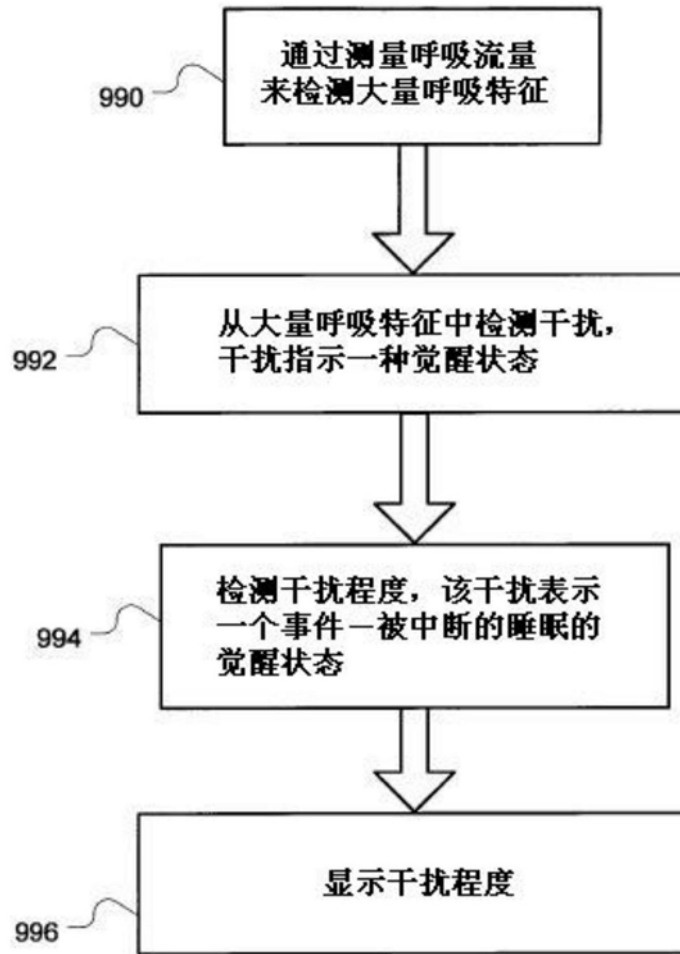 990
通过测量呼吸流量
来检测大量呼吸特征
992
从大量呼吸特征中检测干扰,
干扰指示一种觉醒状态
994
检测干扰程度，该干扰表示
一个事件－被中断的睡眠的
觉醒状态
996
显示干扰程度